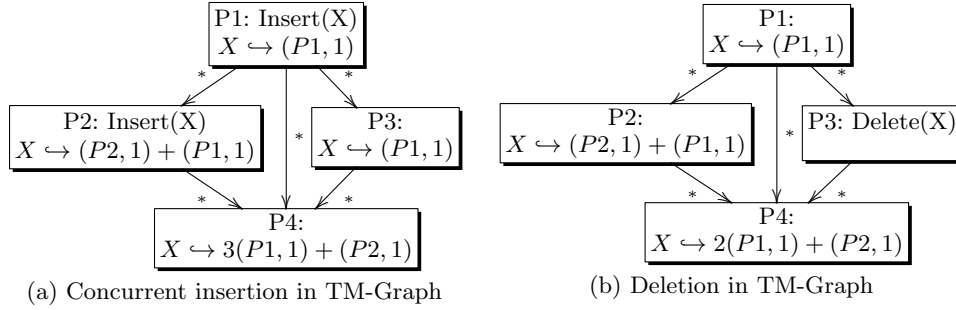 P1: Insert(X)
X ↪ (P1, 1)
*
*
*
P2: Insert(X)
X ↪ (P2, 1) + (P1, 1)
P3:
X ↪ (P1, 1)
*
*
P4:
X ↪ 3(P1, 1) + (P2, 1)
(a) Concurrent insertion in TM-Graph
P1:
X ↪ (P1, 1)
*
*
*
P2:
X ↪ (P2, 1) + (P1, 1)
P3: Delete(X)
*
*
P4:
X ↪ 2(P1, 1) + (P2, 1)
(b) Deletion in TM-Graph